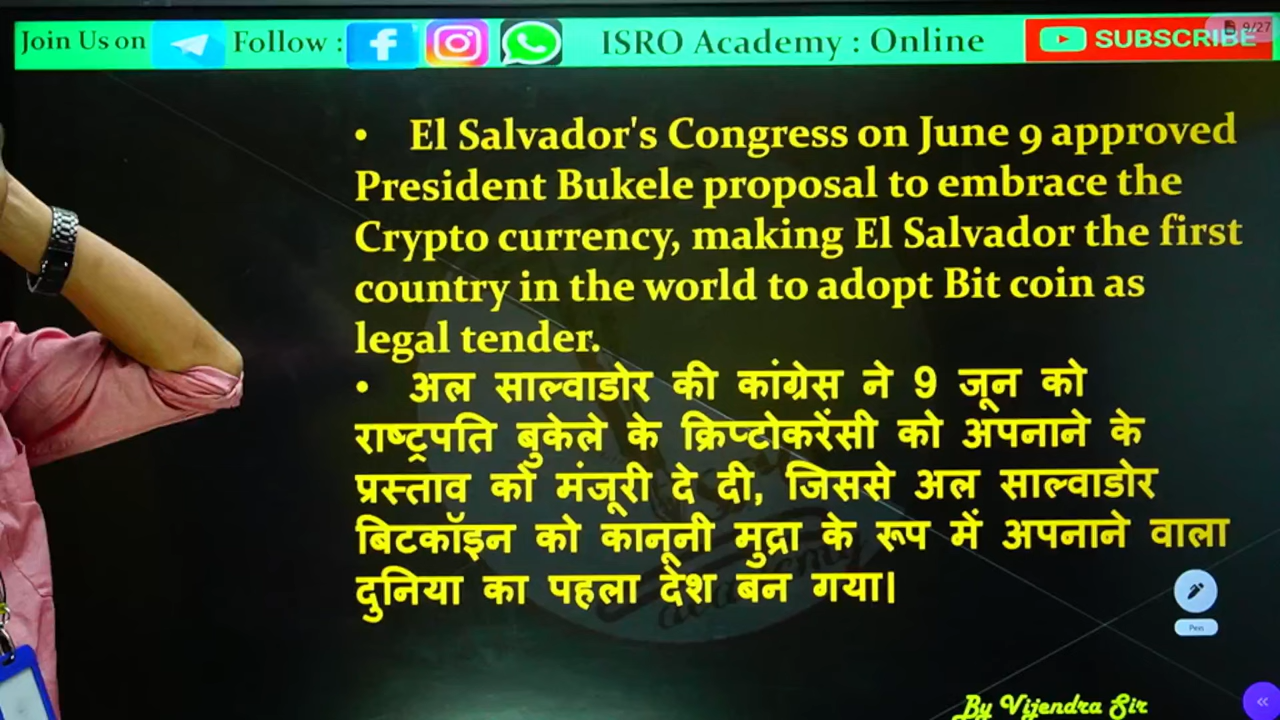 Join Us on Follow : ISRO Academy : Online SUBSCRIBE 9/27
• El Salvador's Congress on June 9 approved
President Bukele proposal to embrace the
Crypto currency, making El Salvador the first
country in the world to adopt Bit coin as
legal tender.
• अल साल्वाडोर की कांग्रेस ने 9 जून को
राष्ट्रपति बुकेले के क्रिप्टोकरेंसी को अपनाने के
प्रस्ताव को मंजूरी दे दी, जिससे अल साल्वाडोर
बिटकॉइन को कानूनी मुद्रा के रूप में अपनाने वाला
दुनिया का पहला देश बन गया।
academy
Pen
By Vijendra Sir